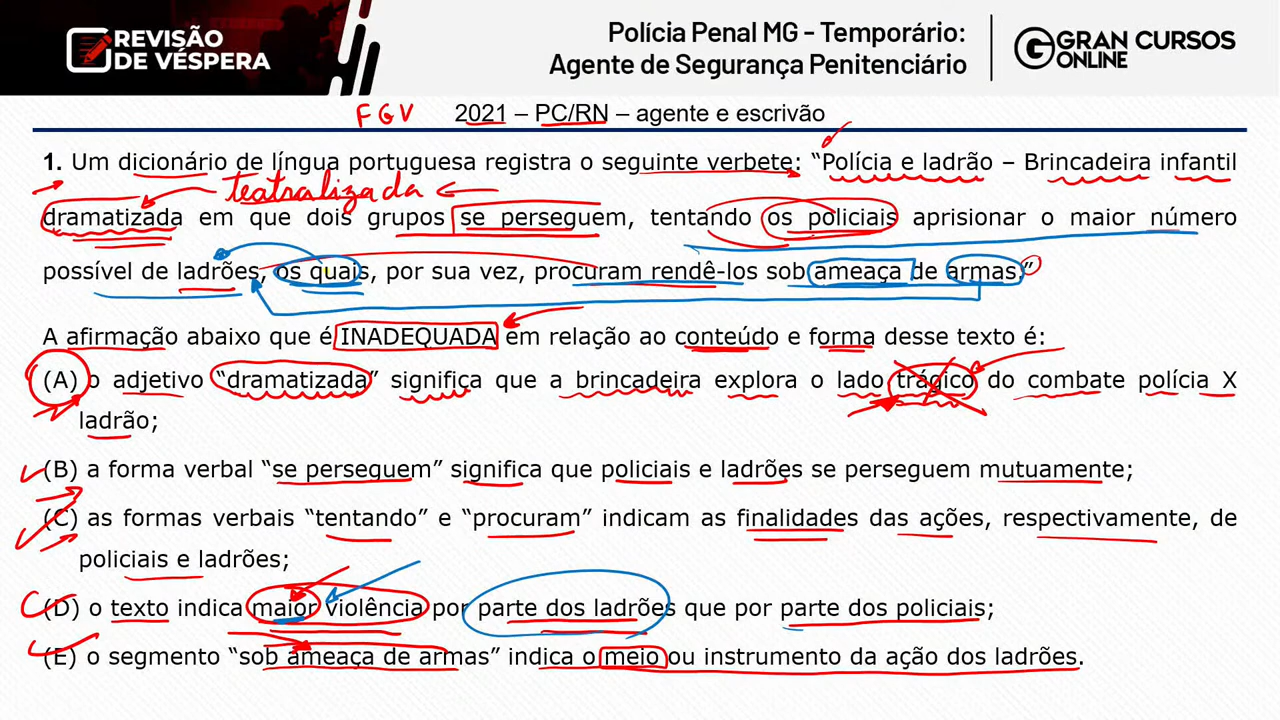 REVISÃO
DE VÉSPERA
Polícia Penal MG - Temporário:
Agente de Segurança Penitenciário
GRAN CURSOS
ONLINE
FGV 2021 – PC/RN – agente e escrivão
1. Um dicionário de língua portuguesa registra o seguinte verbete: “Polícia e ladrão – Brincadeira infantil
teatralizada
dramatizada em que dois grupos se perseguem, tentando os policiais aprisionar o maior número
possível de ladrões, os quais, por sua vez, procuram rendê-los sob ameaça de armas.”
A afirmação abaixo que é INADEQUADA em relação ao conteúdo e forma desse texto é:
(A) o adjetivo “dramatizada” significa que a brincadeira explora o lado trágico do combate polícia X
ladrão;
(B) a forma verbal “se perseguem” significa que policiais e ladrões se perseguem mutuamente;
(C) as formas verbais “tentando” e “procuram” indicam as finalidades das ações, respectivamente, de
policiais e ladrões;
(D) o texto indica maior violência por parte dos ladrões que por parte dos policiais;
(E) o segmento “sob ameaça de armas” indica o meio ou instrumento da ação dos ladrões.